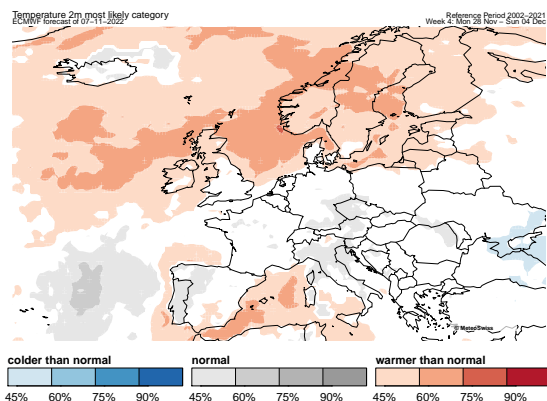 Temperature 2m most likely category
ECMWF forecast of 07–11–2022
Reference Period 2002–2021
Week 4: Mon 28 Nov – Sun 04 Dec
© MeteoSwiss
colder than normal
normal
warmer than normal
45% 60% 75% 90%
45% 60% 75% 90%
45% 60% 75% 90%